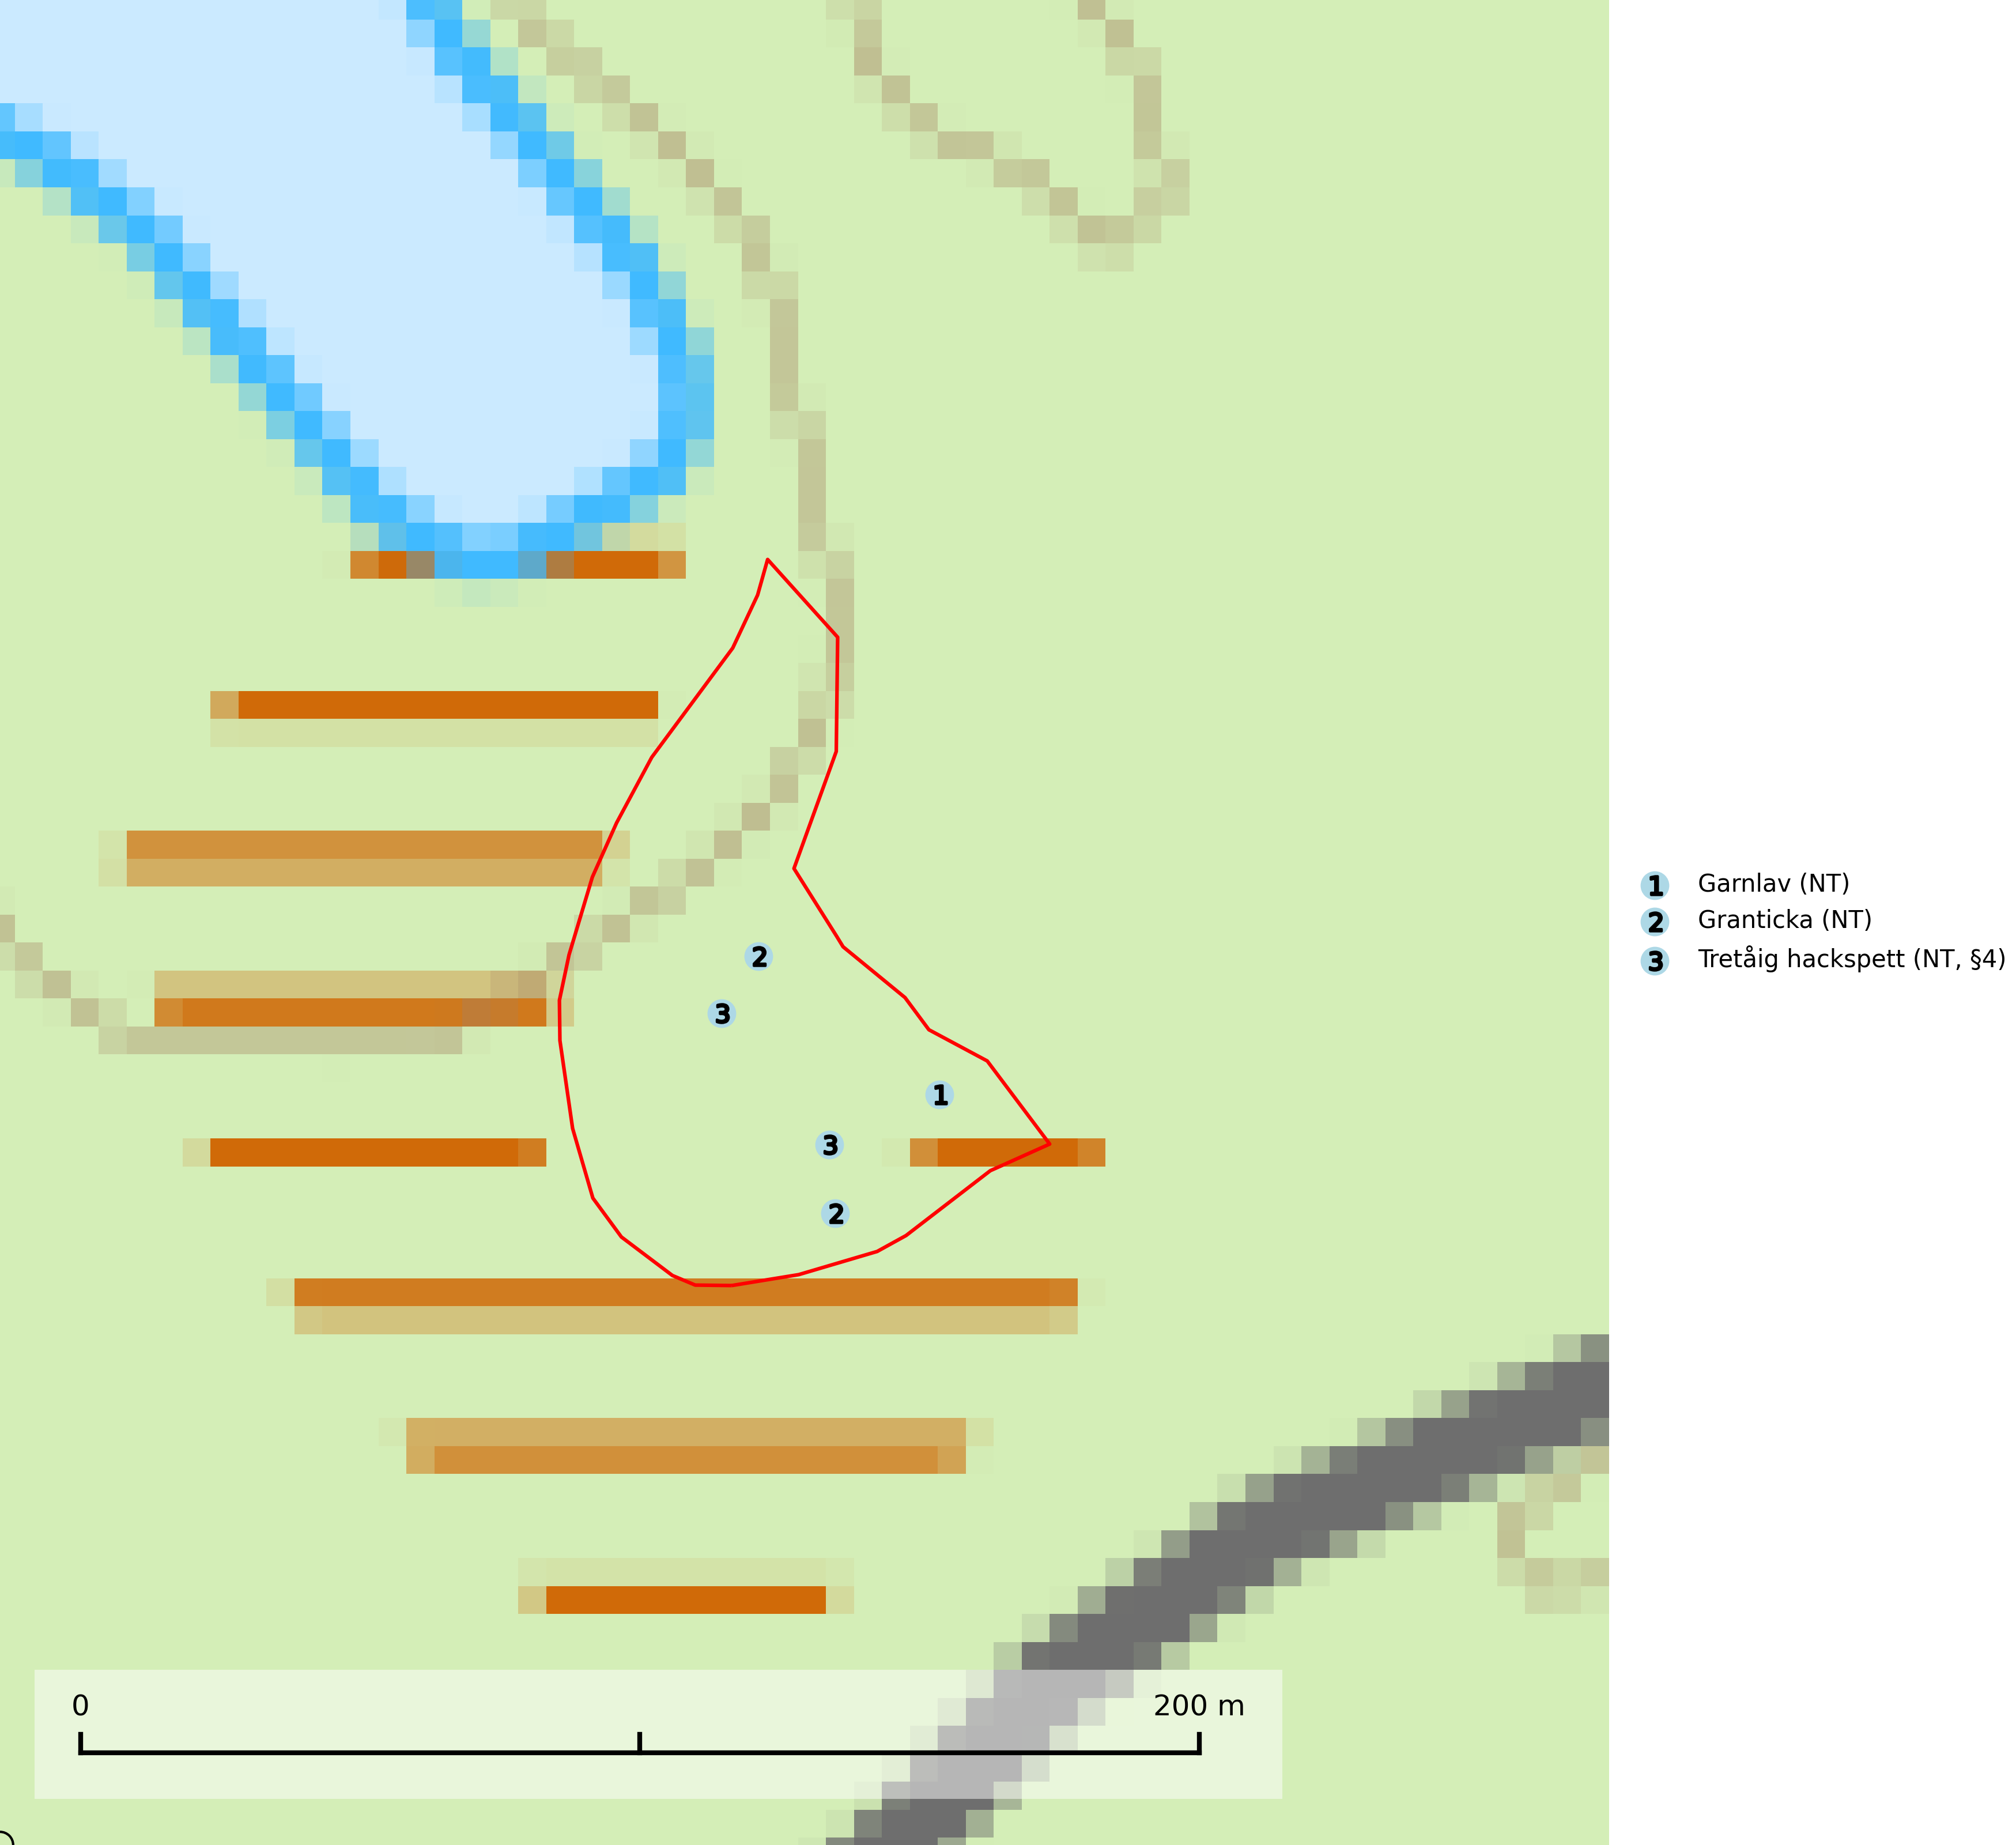 2
3
1
3
2
1 Garnlav (NT)
2 Granticka (NT)
3 Tretåig hackspett (NT, §4)
0 200 m